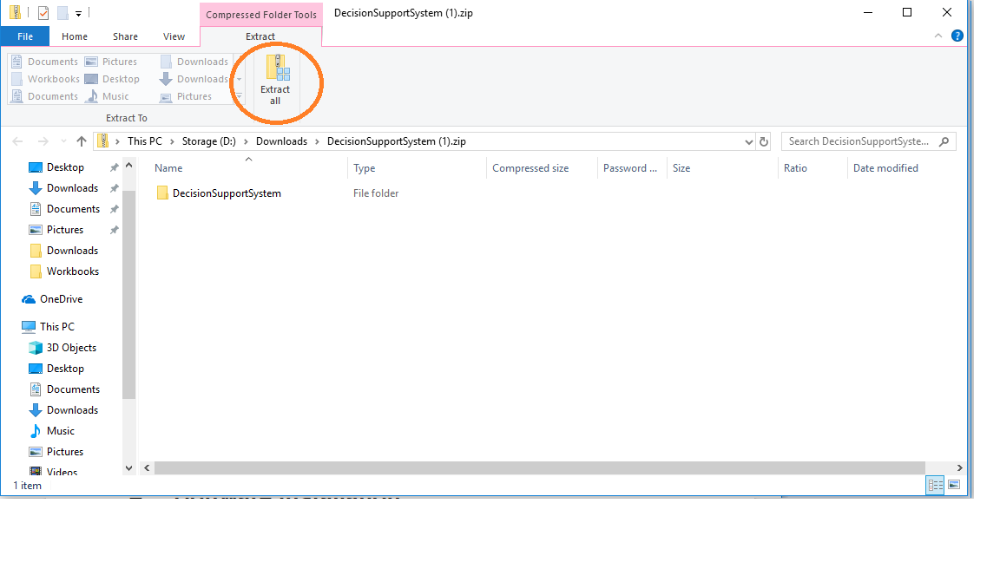 Compressed Folder Tools
DecisionSupportSystem (1).zip
File
Home
Share
View
Extract
Documents
Pictures
Downloads
Workbooks
Desktop
Downloads
Documents
Music
Pictures
Extract To
Extract
all
This PC
Storage (D:)
Downloads
DecisionSupportSystem (1).zip
Search DecisionSupportSyste...
Name
Type
Compressed size
Password ...
Size
Ratio
Date modified
DecisionSupportSystem
File folder
Desktop
Downloads
Documents
Pictures
Downloads
Workbooks
OneDrive
This PC
3D Objects
Desktop
Documents
Downloads
Music
Pictures
Videos
1 item